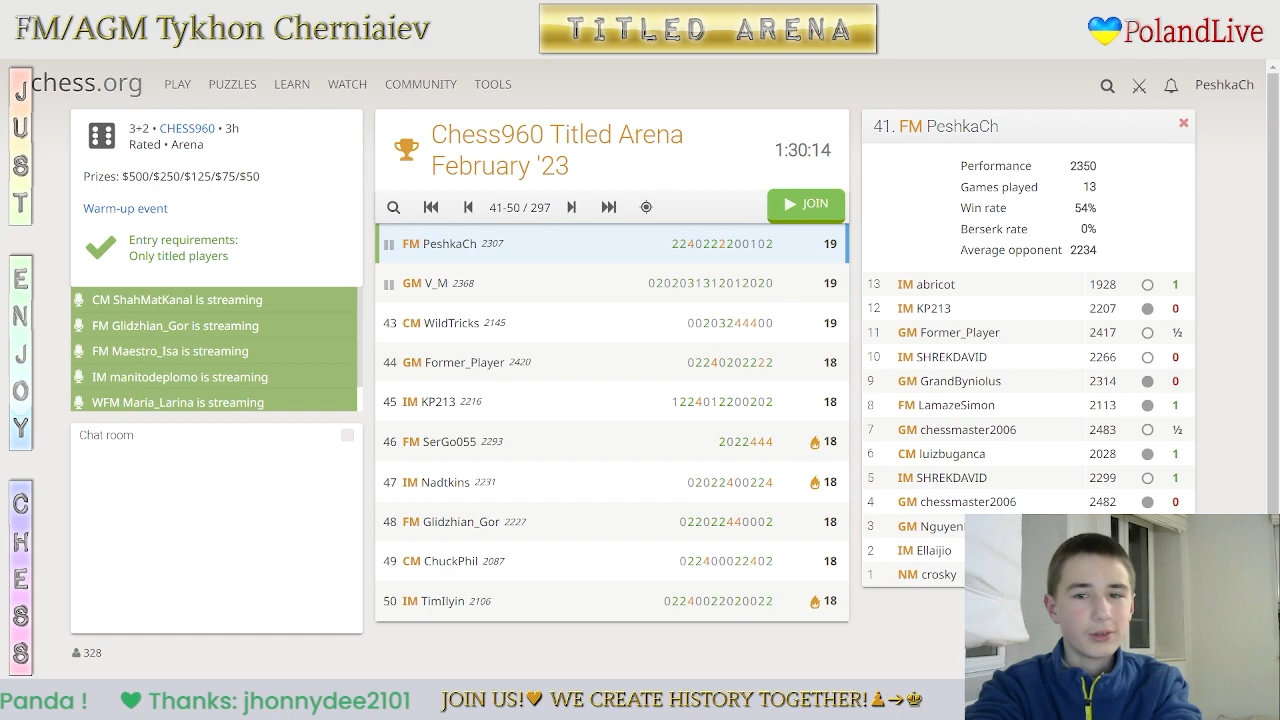 FM/AGM Tykhon Cherniaiev
TITLED ARENA
PolandLive
JUST
ENJOY
CHESS
chess.org
PLAY PUZZLES LEARN WATCH COMMUNITY TOOLS
PeshkaCh
3+2 • CHESS960 • 3h
Rated • Arena
Prizes: $500/$250/$125/$75/$50
Warm-up event
Entry requirements:
Only titled players
CM ShahMatKanal is streaming
FM Glidzhian_Gor is streaming
FM Maestro_Isa is streaming
IM manitodeplomo is streaming
WFM Maria_Larina is streaming
Chat room
328
Chess960 Titled Arena
February '23
1:30:14
41-50 / 297
JOIN
FM PeshkaCh 2307 2240222200102 19
GM V_M 2368 0202031312012020 19
43 CM WildTricks 2145 00203244400 19
44 GM Former_Player 2420 02240202222 18
45 IM KP213 2216 1224012200202 18
46 FM SerGo055 2293 2022444 18
47 IM Nadtkins 2231 02022400224 18
48 FM Glidzhian_Gor 2227 022022440002 18
49 CM ChuckPhil 2087 022400022402 18
50 IM TimIlyin 2106 02240022020022 18
41. FM PeshkaCh
Performance 2350
Games played 13
Win rate 54%
Berserk rate 0%
Average opponent 2234
13 IM abricot 1928 1
12 IM KP213 2207 0
11 GM Former_Player 2417 ½
10 IM SHREKDAVID 2266 0
9 GM GrandByniolus 2314 0
8 FM LamazeSimon 2113 1
7 GM chessmaster2006 2483 ½
6 CM luizbuganca 2028 1
5 IM SHREKDAVID 2299 1
4 GM chessmaster2006 2482 0
3 GM Nguyen
2 IM Ellaijio
1 NM crosky
Panda ! Thanks: jhonnydee2101
JOIN US! WE CREATE HISTORY TOGETHER!